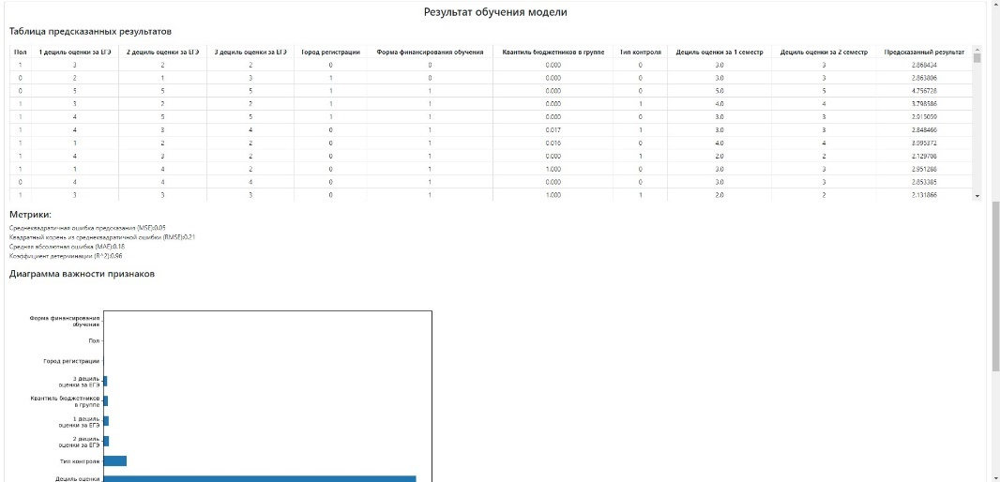 Результат обучения модели
Таблица предсказанных результатов
Пол 1 дециль оценки за ЕГЭ 2 дециль оценки за ЕГЭ 3 дециль оценки за ЕГЭ Город регистрации Форма финансирования обучения Квантиль бюджетников в группе Тип контроля Дециль оценки за 1 семестр Дециль оценки за 2 семестр Предсказанный результат
1 3 2 2 0 0 0.000 0 3.0 3 2.868434
0 2 1 3 1 0 0.000 0 3.0 3 2.863806
0 5 5 5 1 1 0.000 0 5.0 5 4.756728
1 3 2 2 1 1 0.000 1 4.0 4 3.798586
1 4 5 5 1 1 0.000 0 3.0 3 2.915059
1 4 3 4 0 1 0.017 1 3.0 3 2.848466
1 1 2 2 0 1 0.016 0 4.0 4 3.995372
1 4 3 2 0 1 0.000 1 2.0 2 2.129708
1 1 4 2 0 1 1.000 0 3.0 3 2.951288
0 4 4 4 0 1 0.000 0 3.0 3 2.853385
1 3 3 3 0 1 1.000 1 2.0 2 2.131866
Метрики:
Среднеквадратичная ошибка предсказания (MSE):0.05
Квадратный корень из среднеквадратичной ошибки (RMSE):0.21
Средняя абсолютная ошибка (MAE):0.18
Коэффициент детерминации (R^2):0.96
Диаграмма важности признаков
Форма финансирования
обучения
Пол
Город регистрации
3 дециль
оценки за ЕГЭ
Квантиль бюджетников
в группе
1 дециль
оценки за ЕГЭ
2 дециль
оценки за ЕГЭ
Тип контроля
Дециль оценки